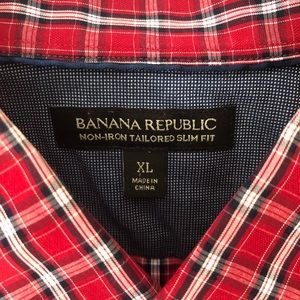 BANANA REPUBLIC
NON-IRON TAILORED SLIM FIT
XL
MADE IN
CHINA